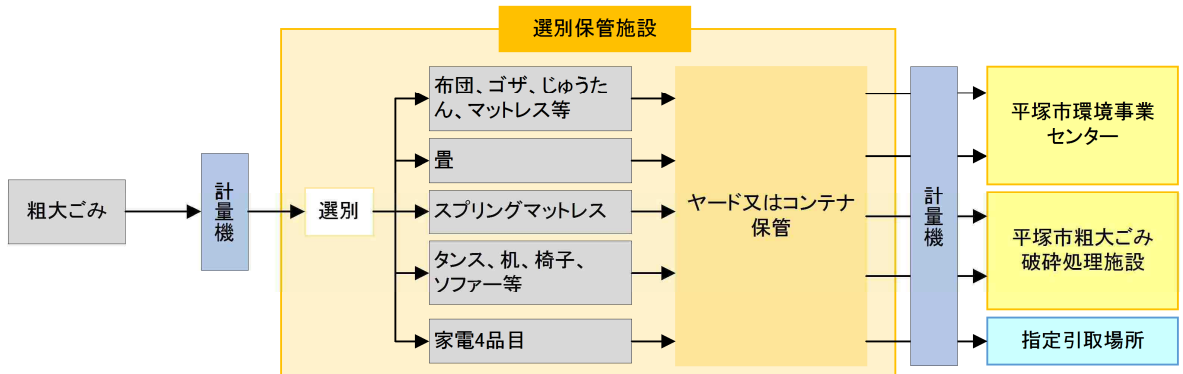 選別保管施設
粗大ごみ
計量機
選別
布団、ゴザ、じゅうた
ん、マットレス等
畳
スプリングマットレス
タンス、机、椅子、
ソファー等
家電4品目
ヤード又はコンテナ
保管
計量機
平塚市環境事業
センター
平塚市粗大ごみ
破砕処理施設
指定引取場所